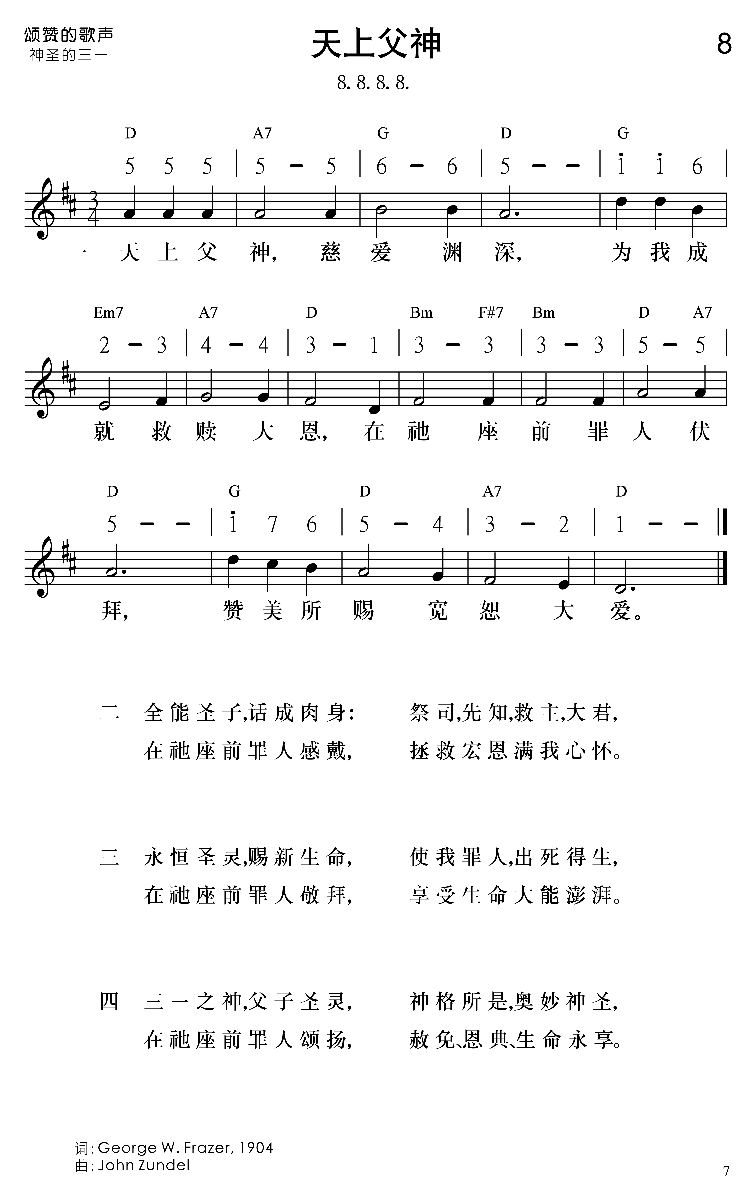 颂赞的歌声
神圣的三一
天上父神
8
8. 8. 8. 8.
D A7 G D G
5 5 5 | 5 – 5 | 6 – 6 | 5 – – | i i 6 |
3
4
一 天 上 父 神, 慈 爱 渊 深, 为 我 成
Em7 A7 D Bm F#7 Bm D A7
2 – 3 | 4 – 4 | 3 – 1 | 3 – 3 | 3 – 3 | 5 – 5 |
就 救 赎 大 恩, 在 祂 座 前 罪 人 伏
D G D A7 D
5 – – | i 7 6 | 5 – 4 | 3 – 2 | 1 – – ‖
拜, 赞 美 所 赐 宽 恕 大 爱。
二 全能圣子,话成肉身: 祭司,先知,救主,大君,
在祂座前罪人感戴, 拯救宏恩满我心怀。
三 永恒圣灵,赐新生命, 使我罪人,出死得生,
在祂座前罪人敬拜, 享受生命大能澎湃。
四 三一之神,父子圣灵, 神格所是,奥妙神圣,
在祂座前罪人颂扬, 赦免、恩典、生命永享。
词: George W. Frazer, 1904
曲: John Zundel
7